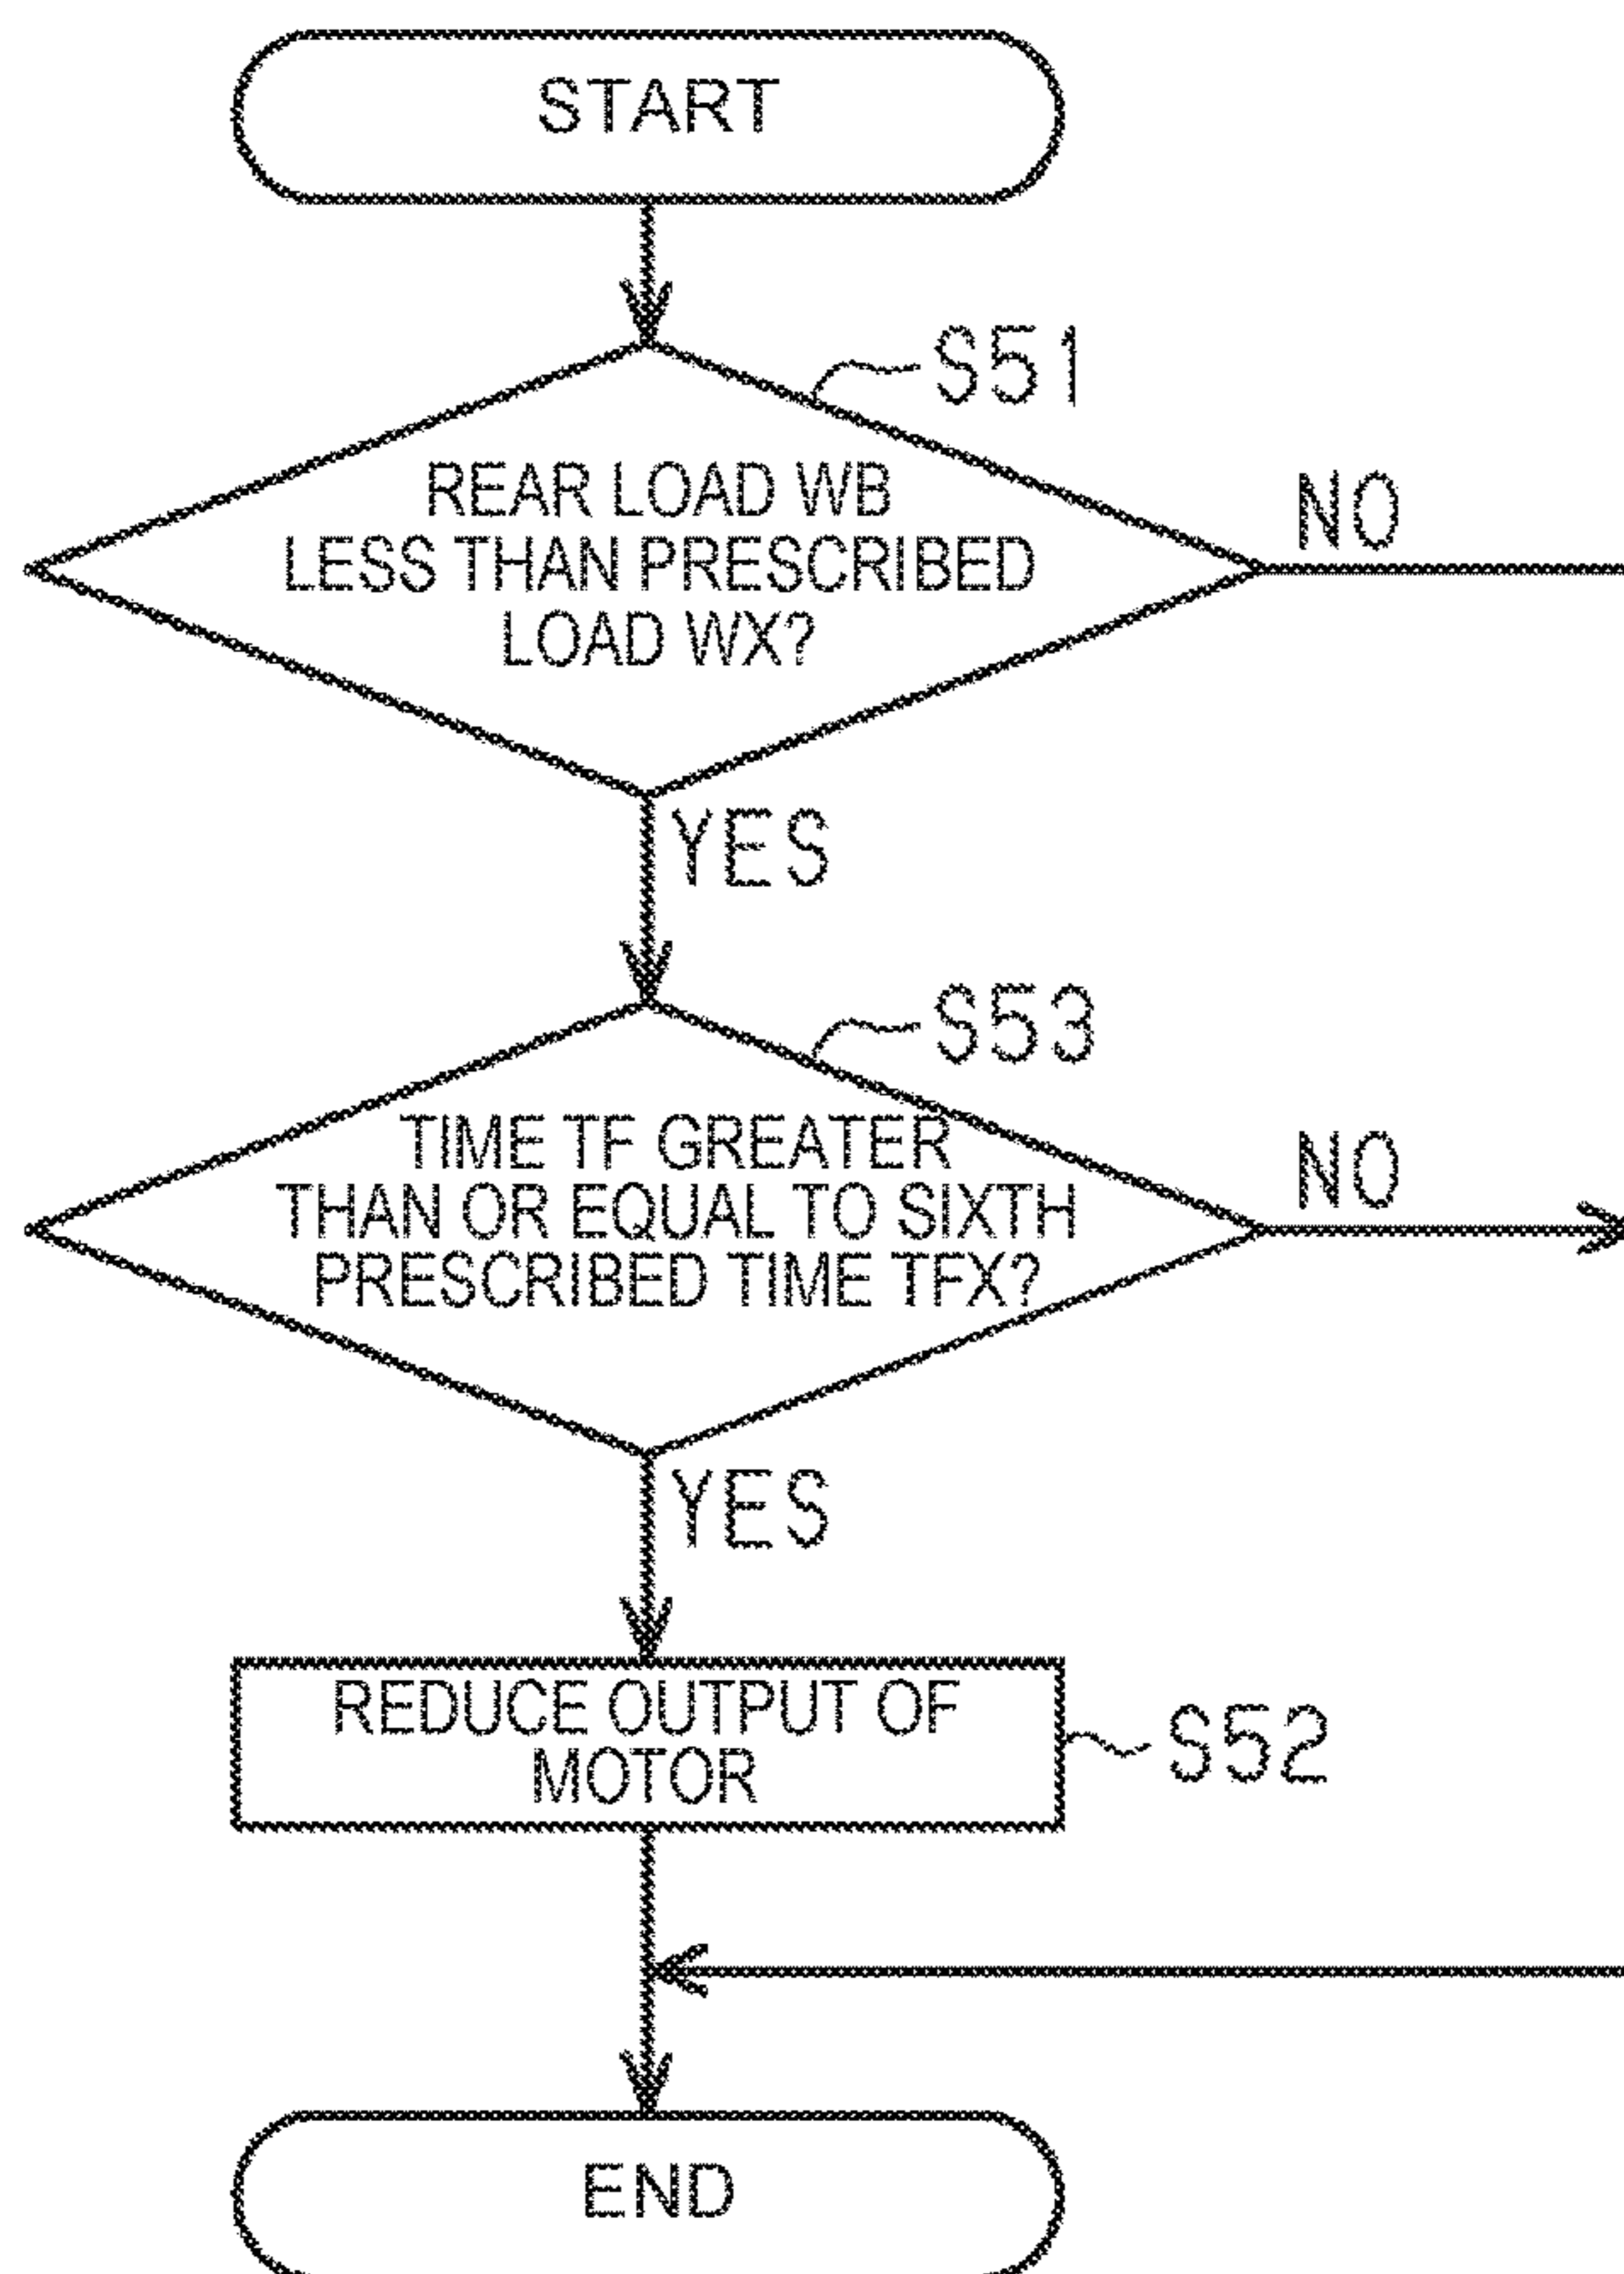 START
S51
REAR LOAD WB
LESS THAN PRESCRIBED
LOAD WX?
NO
YES
S53
TIME TF GREATER
THAN OR EQUAL TO SIXTH
PRESCRIBED TIME TFX?
NO
YES
REDUCE OUTPUT OF
MOTOR
S52
END